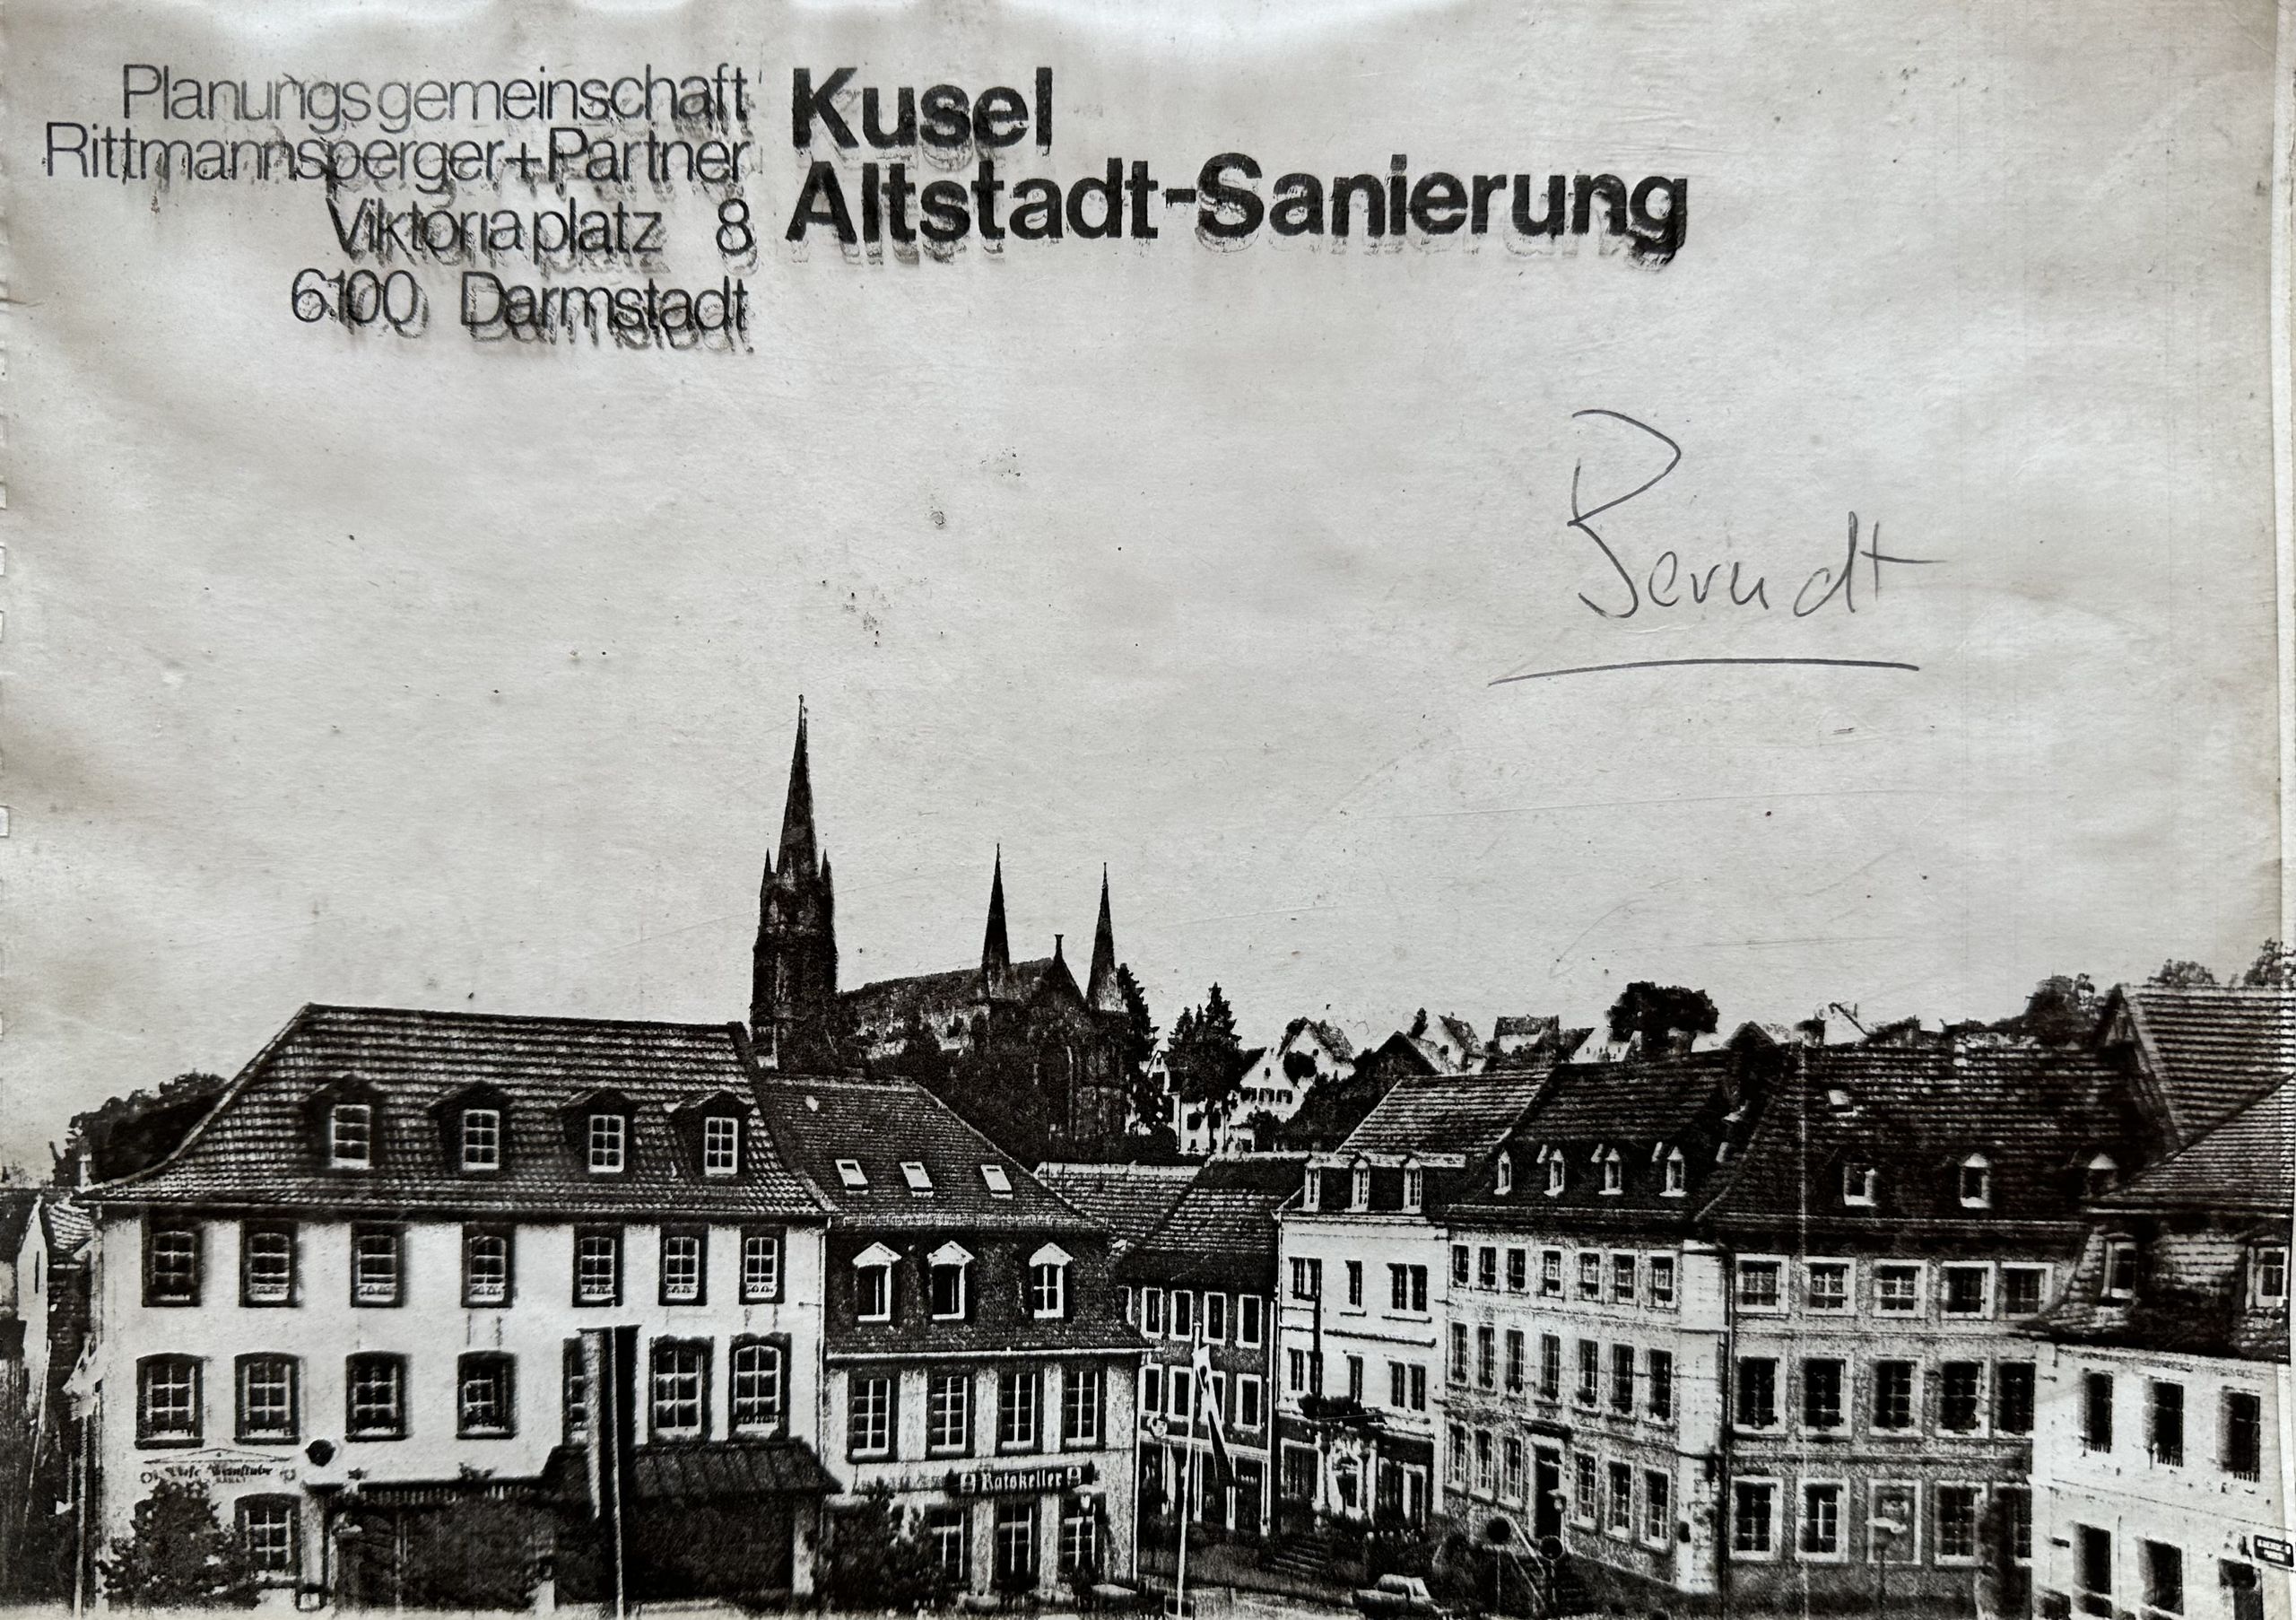 Planungsgemeinschaft
Rittmannsperger+Partner
Viktoriaplatz 8
6100 Darmstadt
Kusel
Altstadt-Sanierung
Berndt
Ratskeller